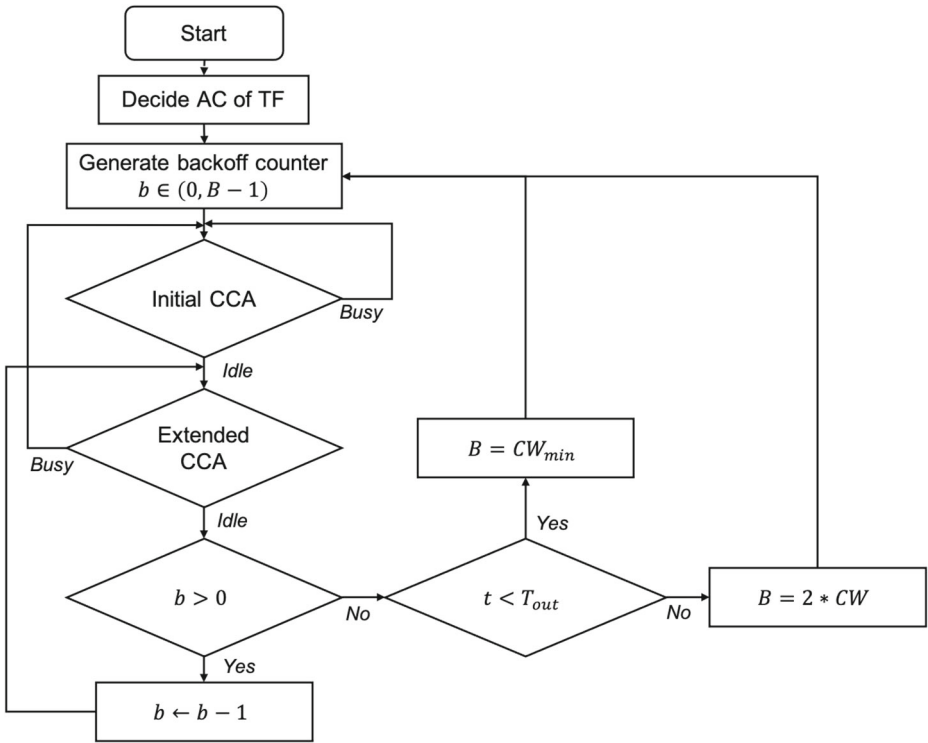 Start
Decide AC of TF
Generate backoff counter
b ∈ (0, B − 1)
Initial CCA
Busy
Idle
Extended
CCA
Busy
Idle
b > 0
No
Yes
b ← b − 1
t < T_out
Yes
No
B = CW_min
B = 2 ∗ CW